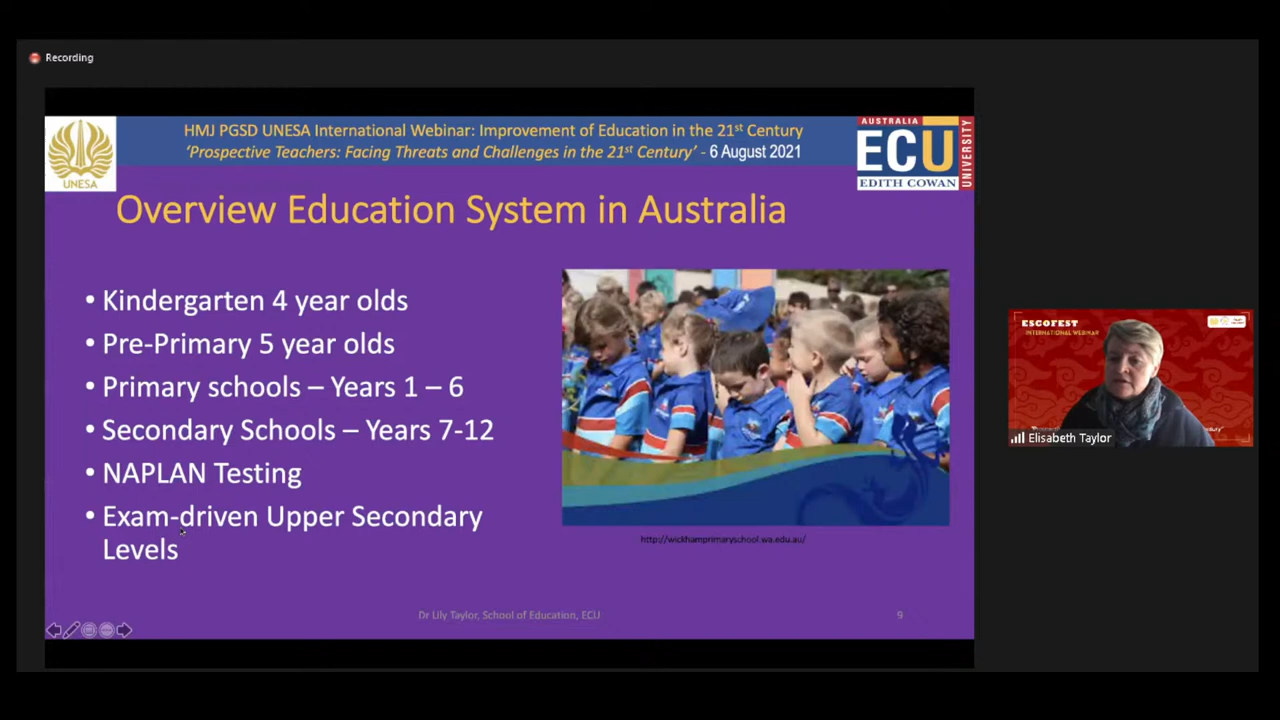 Recording
HMJ PGSD UNESA International Webinar: Improvement of Education in the 21st Century
‘Prospective Teachers: Facing Threats and Challenges in the 21st Century’ - 6 August 2021
UNESA
AUSTRALIA
ECU
EDITH COWAN
UNIVERSITY
Overview Education System in Australia
• Kindergarten 4 year olds
• Pre-Primary 5 year olds
• Primary schools – Years 1 – 6
• Secondary Schools – Years 7-12
• NAPLAN Testing
• Exam-driven Upper Secondary
Levels
http://wickhamprimaryschool.wa.edu.au/
Dr Lily Taylor, School of Education, ECU
9
ESCOFEST
INTERNATIONAL WEBINAR
Elisabeth Taylor